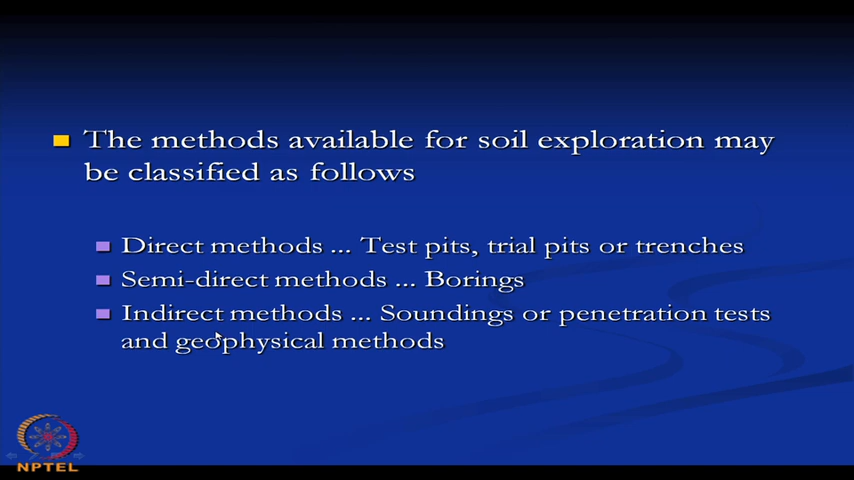 The methods available for soil exploration may
be classified as follows
Direct methods ... Test pits, trial pits or trenches
Semi-direct methods ... Borings
Indirect methods ... Soundings or penetration tests
and geophysical methods
NPTEL